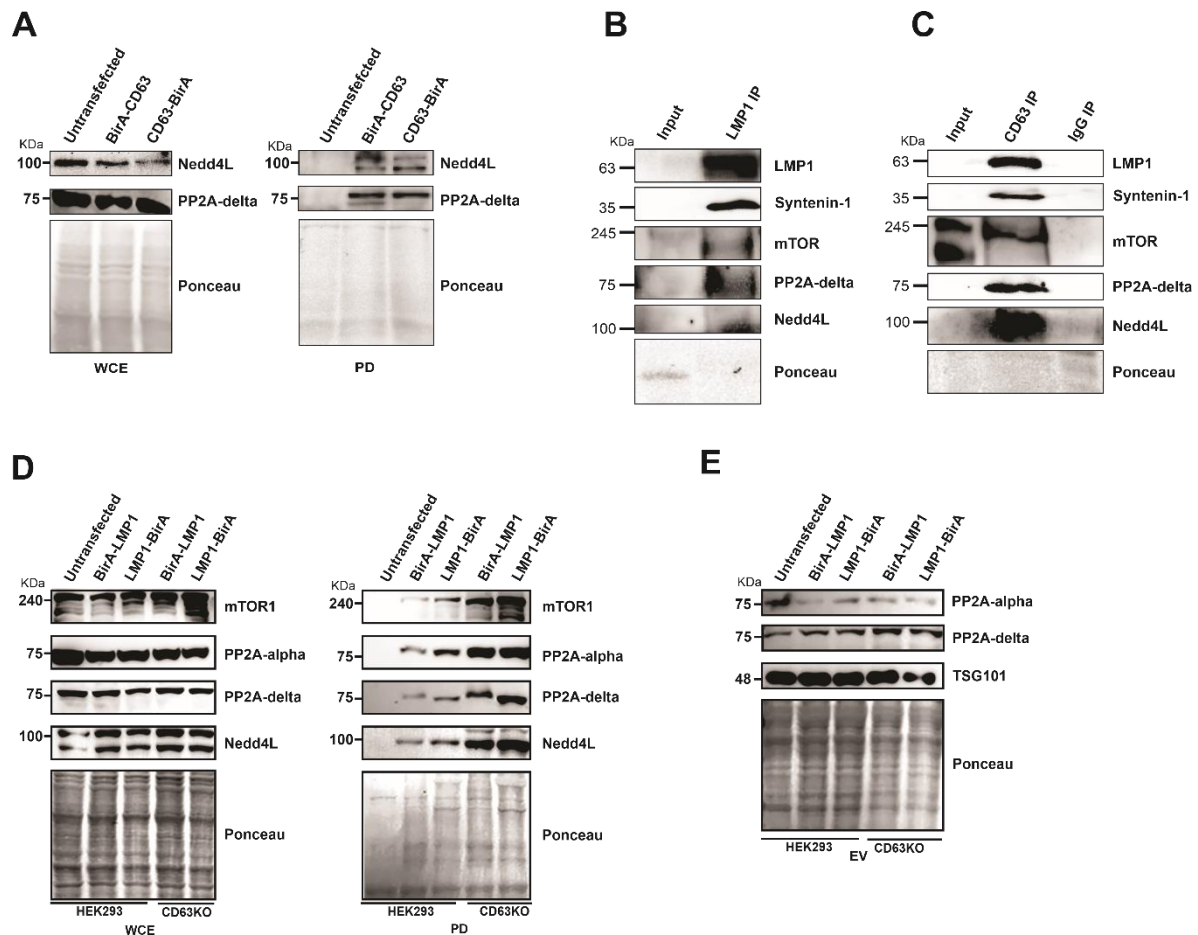 A
Untransfefcted
BirA-CD63
CD63-BirA
KDa
100
Nedd4L
75
PP2A-delta
Ponceau
WCE
Untransfefcted
BirA-CD63
CD63-BirA
KDa
100
Nedd4L
75
PP2A-delta
Ponceau
PD
B
Input
LMP1 IP
KDa
63
LMP1
35
Syntenin-1
245
mTOR
75
PP2A-delta
100
Nedd4L
Ponceau
C
Input
CD63 IP
IgG IP
KDa
63
LMP1
35
Syntenin-1
245
mTOR
75
PP2A-delta
100
Nedd4L
Ponceau
D
Untransfected
BirA-LMP1
LMP1-BirA
BirA-LMP1
LMP1-BirA
KDa
240
mTOR1
75
PP2A-alpha
75
PP2A-delta
100
Nedd4L
Ponceau
HEK293
CD63KO
WCE
Untransfected
BirA-LMP1
LMP1-BirA
BirA-LMP1
LMP1-BirA
KDa
240
mTOR1
75
PP2A-alpha
75
PP2A-delta
100
Nedd4L
Ponceau
HEK293
CD63KO
PD
E
Untransfected
BirA-LMP1
LMP1-BirA
BirA-LMP1
LMP1-BirA
KDa
75
PP2A-alpha
75
PP2A-delta
48
TSG101
Ponceau
HEK293
CD63KO
EV